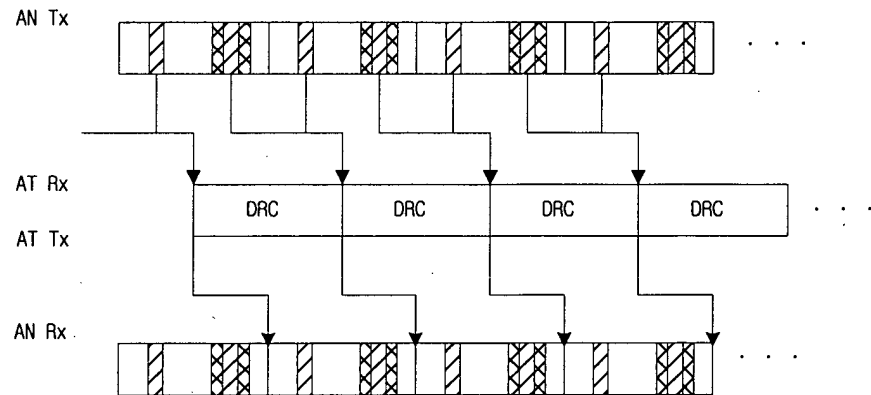 AN Tx
. . .
AT Rx
DRC DRC DRC DRC
. . .
AT Tx
AN Rx
. . .